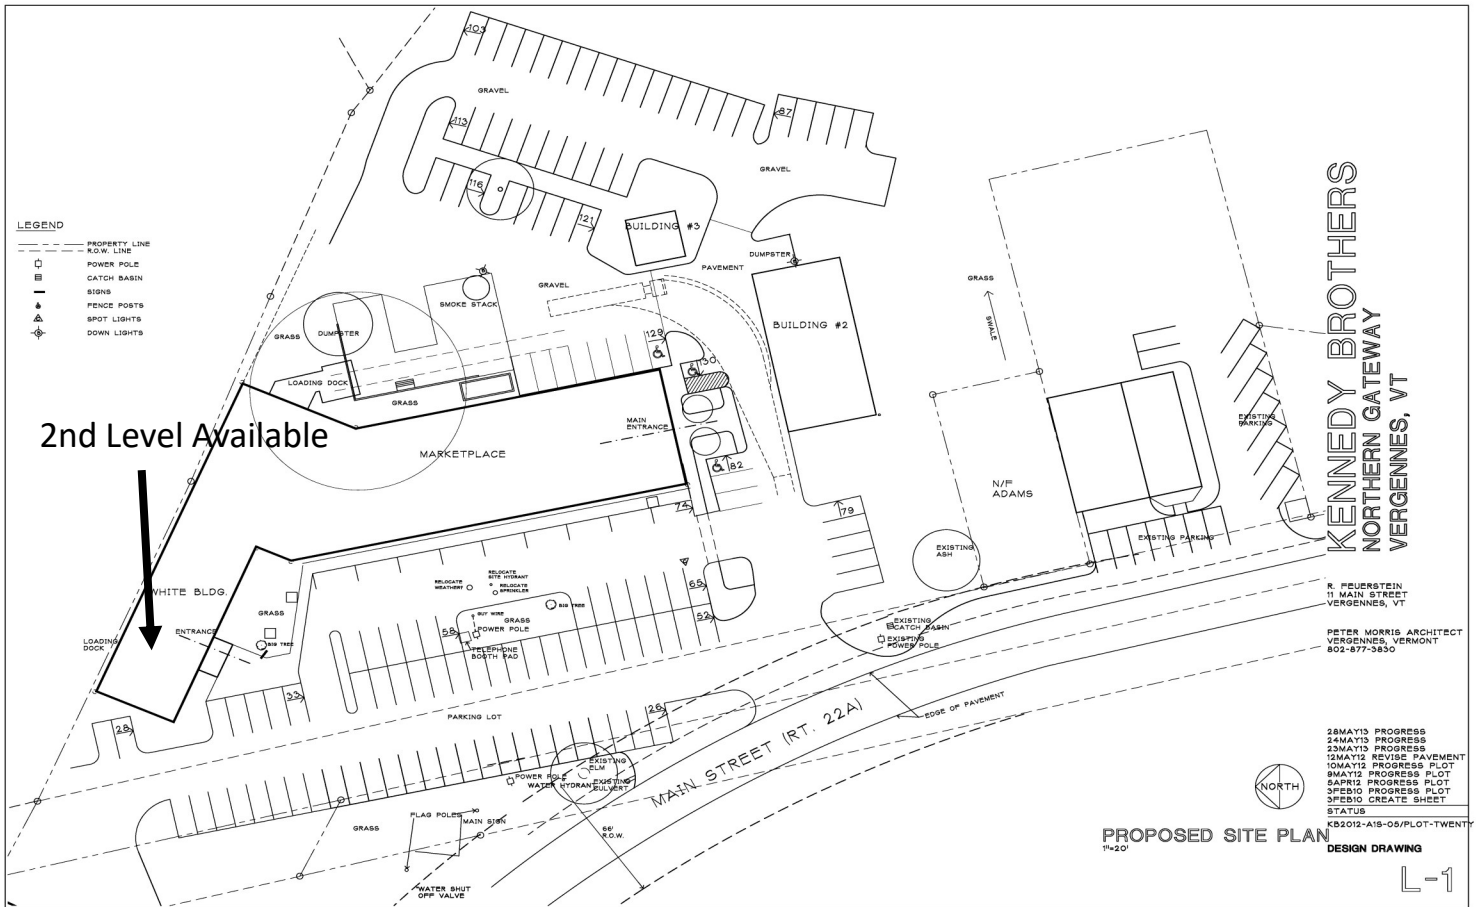 103
GRAVEL
87
113
GRAVEL
116
121
BUILDING #3
LEGEND
PROPERTY LINE
R.O.W. LINE
POWER POLE
CATCH BASIN
SIGNS
FENCE POSTS
SPOT LIGHTS
DOWN LIGHTS
DUMPSTER
PAVEMENT
GRASS
SWALE
GRAVEL
SMOKE STACK
BUILDING #2
GRASS
DUMPSTER
129
130
LOADING DOCK
GRASS
MAIN
ENTRANCE
EXISTING
PARKING
2nd Level Available
MARKETPLACE
82
N/F
ADAMS
74
79
EXISTING PARKING
EXISTING
ASH
WHITE BLDG.
GRASS
RELOCATE
WEATHERY
RELOCATE
SITE HYDRANT
RELOCATE
SPRINKLER
65
52
BIG TREE
GUY WIRE
GRASS
POWER POLE
58
TELEPHONE
BOOTH PAD
LOADING
DOCK
ENTRANCE
BIG TREE
EXISTING
CATCH BASIN
EXISTING
POWER POLE
33
28
26
PARKING LOT
EDGE OF PAVEMENT
MAIN STREET (RT. 22A)
EXISTING
ELM
POWER POLE
WATER HYDRANT
EXISTING
CULVERT
FLAG POLES
MAIN SIGN
GRASS
66'
R.O.W.
WATER SHUT
OFF VALVE
KENNEDY BROTHERS
NORTHERN GATEWAY
VERGENNES, VT
R. FEUERSTEIN
11 MAIN STREET
VERGENNES, VT
PETER MORRIS ARCHITECT
VERGENNES, VERMONT
802-877-3830
28MAY13 PROGRESS
24MAY13 PROGRESS
23MAY13 PROGRESS
12MAY12 REVISE PAVEMENT
10MAY12 PROGRESS PLOT
9MAY12 PROGRESS PLOT
5APR12 PROGRESS PLOT
3FEB10 PROGRESS PLOT
3FEB10 CREATE SHEET
STATUS
KB2012-A1S-05/PLOT-TWENTY
NORTH
PROPOSED SITE PLAN
1"=20'
DESIGN DRAWING
L-1